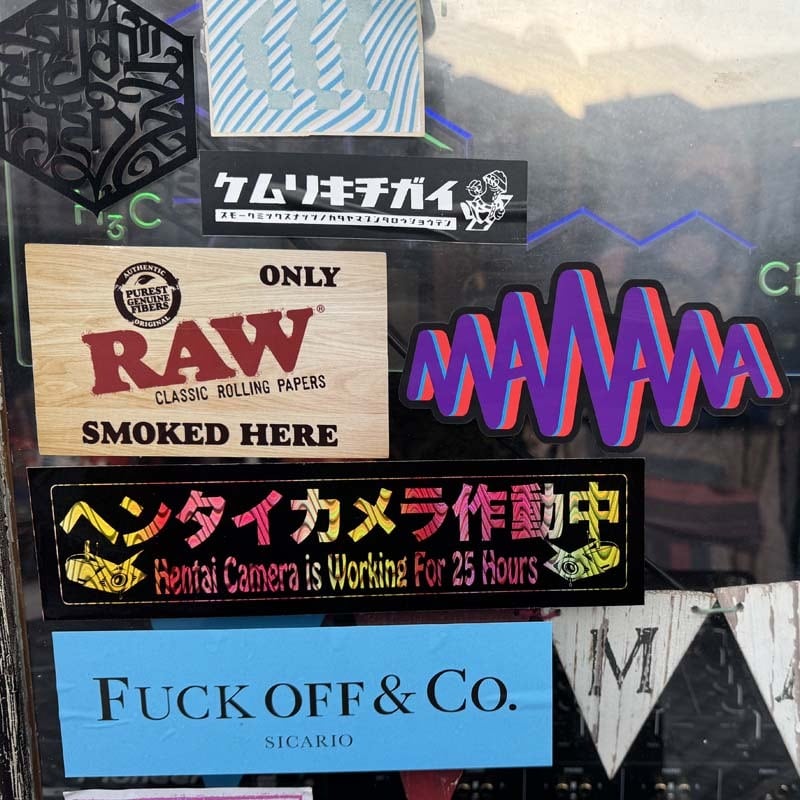 ケムリキチガイ
スモークミックスナッツ/カタヤマブンタロウショウテン
H₃C
AUTHENTIC
PUREST
GENUINE
FIBERS
ORIGINAL
ONLY
RAW®
CLASSIC ROLLING PAPERS
SMOKED HERE
MANANA
ヘンタイカメラ作動中
Hentai Camera is Working For 25 Hours
FUCK OFF & CO.
SICARIO
M